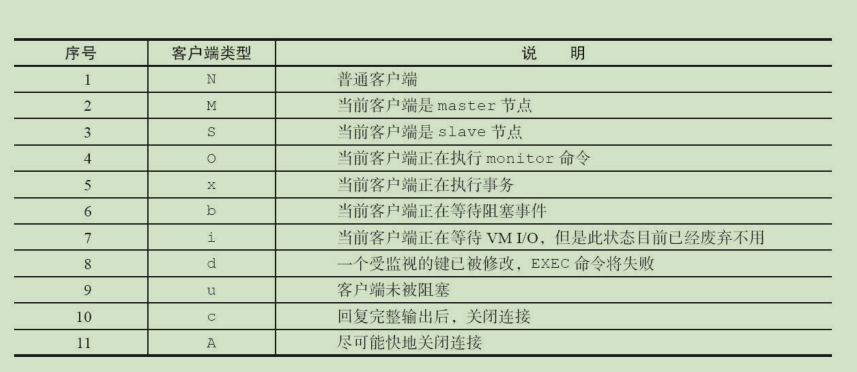 序号 客户端类型 说 明
1 N 普通客户端
2 M 当前客户端是 master 节点
3 S 当前客户端是 slave 节点
4 O 当前客户端正在执行 monitor 命令
5 x 当前客户端正在执行事务
6 b 当前客户端正在等待阻塞事件
7 i 当前客户端正在等待 VM I/O，但是此状态目前已经废弃不用
8 d 一个受监视的键已被修改，EXEC 命令将失败
9 u 客户端未被阻塞
10 c 回复完整输出后，关闭连接
11 A 尽可能快地关闭连接